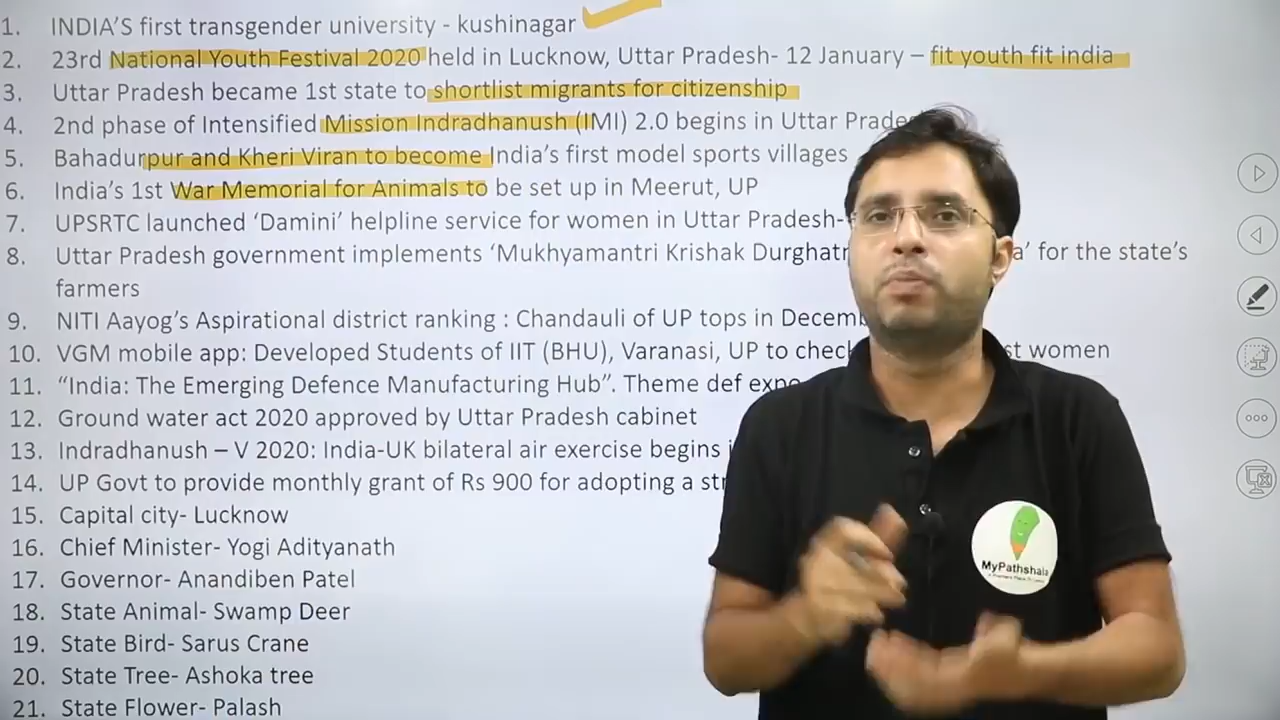 1. INDIA'S first transgender university - kushinagar
2. 23rd National Youth Festival 2020 held in Lucknow, Uttar Pradesh- 12 January – fit youth fit india
3. Uttar Pradesh became 1st state to shortlist migrants for citizenship
4. 2nd phase of Intensified Mission Indradhanush (IMI) 2.0 begins in Uttar
5. Bahadurpur and Kheri Viran to become India's first model sports villages
6. India's 1st War Memorial for Animals to be set up in Meerut, UP
7. UPSRTC launched 'Damini' helpline service for women in Uttar Pradesh-
8. Uttar Pradesh government implements 'Mukhyamantri Krishak a' for the state's
farmers
9. NITI Aayog's Aspirational district ranking : Chandauli of UP tops in
10. VGM mobile app: Developed Students of IIT (BHU), Varanasi, UP to women
11. "India: The Emerging Defence Manufacturing Hub". Theme def
12. Ground water act 2020 approved by Uttar Pradesh cabinet
13. Indradhanush – V 2020: India-UK bilateral air exercise begins
14. UP Govt to provide monthly grant of Rs 900 for adopting a
15. Capital city- Lucknow
16. Chief Minister- Yogi Adityanath
17. Governor- Anandiben Patel
18. State Animal- Swamp Deer
19. State Bird- Sarus Crane
20. State Tree- Ashoka tree
21. State Flower- Palash
MyPathshala